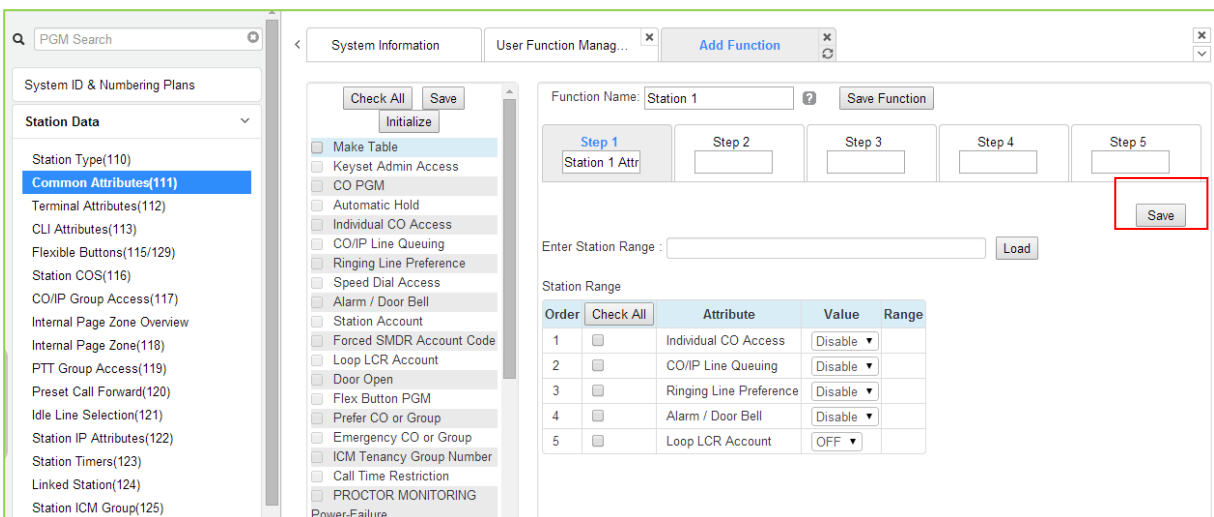 PGM Search
System ID & Numbering Plans
Station Data
Station Type(110)
Common Attributes(111)
Terminal Attributes(112)
CLI Attributes(113)
Flexible Buttons(115/129)
Station COS(116)
CO/IP Group Access(117)
Internal Page Zone Overview
Internal Page Zone(118)
PTT Group Access(119)
Preset Call Forward(120)
Idle Line Selection(121)
Station IP Attributes(122)
Station Timers(123)
Linked Station(124)
Station ICM Group(125)
System Information
User Function Manag...
Add Function
Check All Save
Initialize
Make Table
Keyset Admin Access
CO PGM
Automatic Hold
Individual CO Access
CO/IP Line Queuing
Ringing Line Preference
Speed Dial Access
Alarm / Door Bell
Station Account
Forced SMDR Account Code
Loop LCR Account
Door Open
Flex Button PGM
Prefer CO or Group
Emergency CO or Group
ICM Tenancy Group Number
Call Time Restriction
PROCTOR MONITORING
Power-Failure
Function Name: Station 1 ? Save Function
Step 1 Step 2 Step 3 Step 4 Step 5
Station 1 Attr
Save
Enter Station Range : Load
Station Range
Order Check All Attribute Value Range
1 Individual CO Access Disable
2 CO/IP Line Queuing Disable
3 Ringing Line Preference Disable
4 Alarm / Door Bell Disable
5 Loop LCR Account OFF